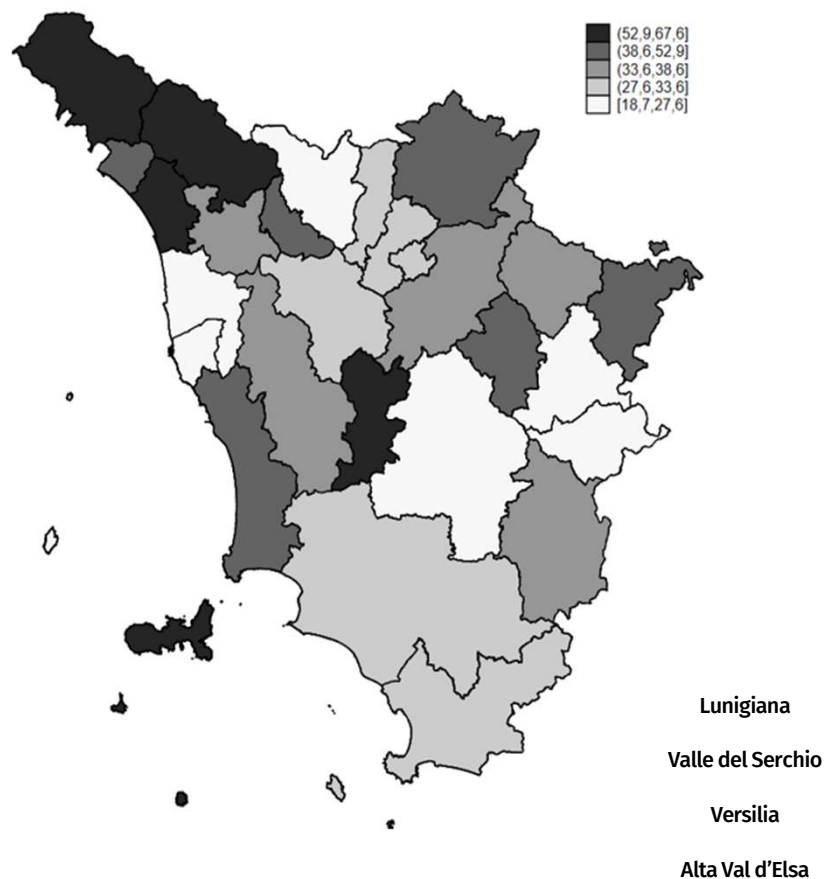 (52,9,67,6]
(38,6,52,9]
(33,6,38,6]
(27,6,33,6]
[18,7,27,6]
Lunigiana
Valle del Serchio
Versilia
Alta Val d’Elsa